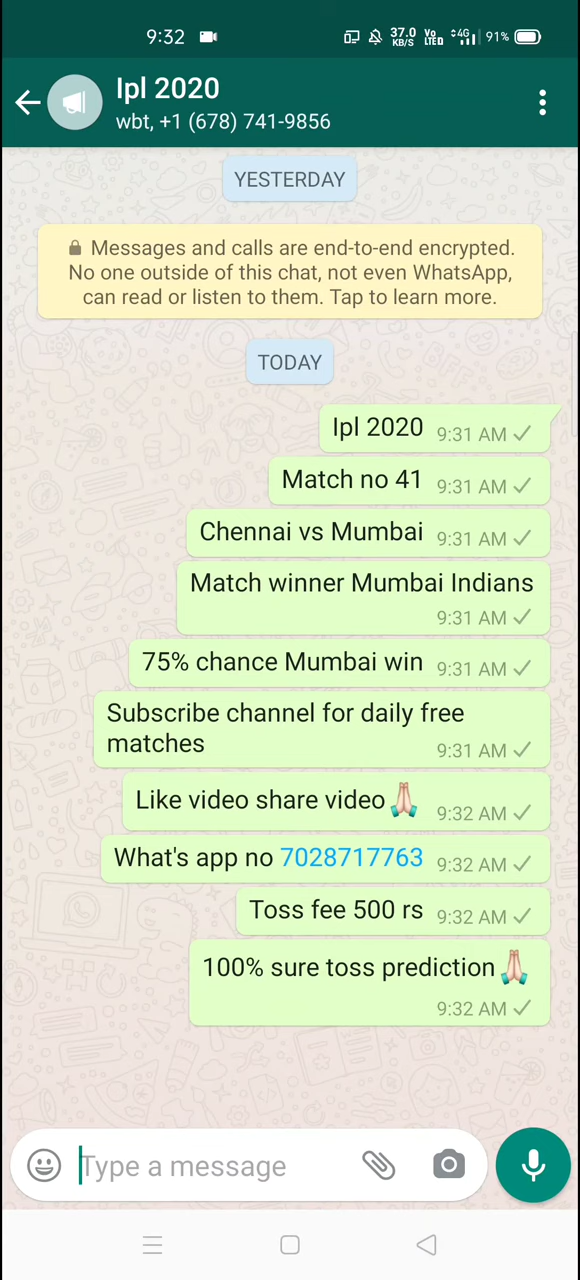 9:32 37.0 KB/S Vo LTED 4G 91%
Ipl 2020
wbt, +1 (678) 741-9856
YESTERDAY
Messages and calls are end-to-end encrypted.
No one outside of this chat, not even WhatsApp,
can read or listen to them. Tap to learn more.
TODAY
Ipl 2020 9:31 AM
Match no 41 9:31 AM
Chennai vs Mumbai 9:31 AM
Match winner Mumbai Indians
9:31 AM
75% chance Mumbai win 9:31 AM
Subscribe channel for daily free
matches 9:31 AM
Like video share video🙏🏻 9:32 AM
What's app no 7028717763 9:32 AM
Toss fee 500 rs 9:32 AM
100% sure toss prediction🙏🏻
9:32 AM
Type a message